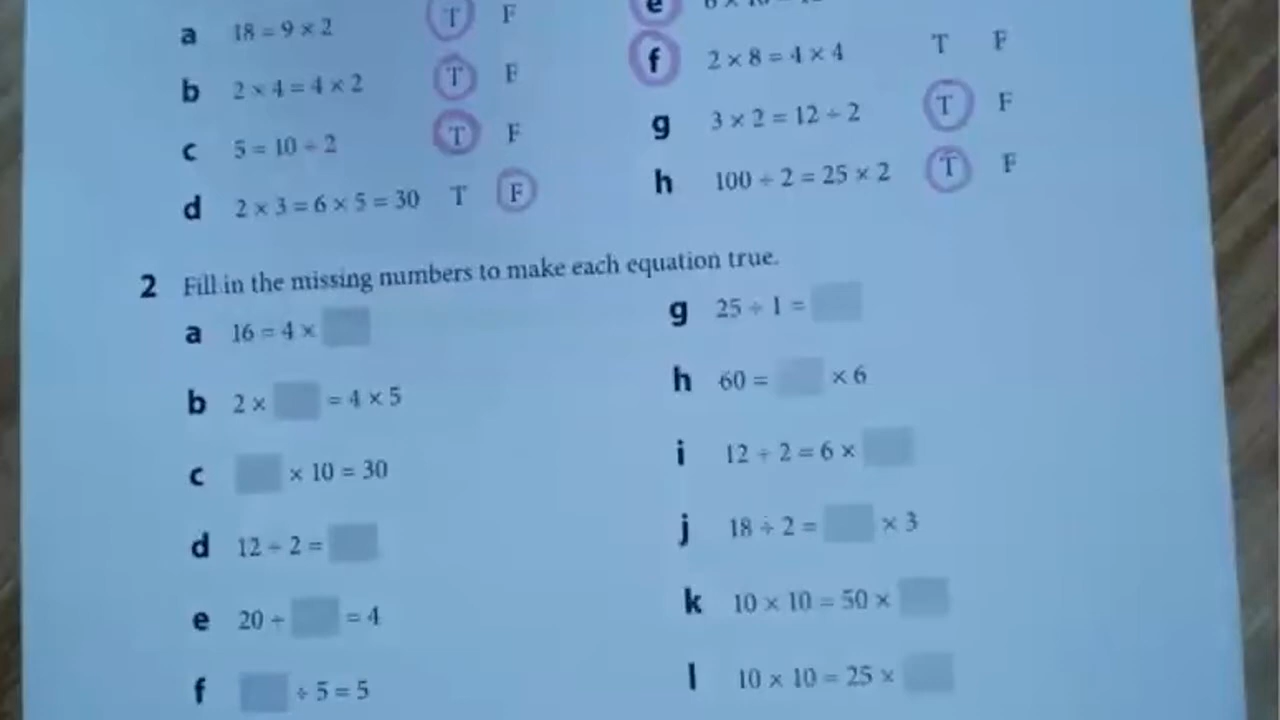 a 18 = 9 × 2 T F
b 2 × 4 = 4 × 2 T F
c 5 = 10 ÷ 2 T F
d 2 × 3 = 6 × 5 = 30 T F
e
f 2 × 8 = 4 × 4 T F
g 3 × 2 = 12 ÷ 2 T F
h 100 ÷ 2 = 25 × 2 T F
2 Fill in the missing numbers to make each equation true.
a 16 = 4 ×
b 2 × = 4 × 5
c × 10 = 30
d 12 ÷ 2 =
e 20 ÷ = 4
f ÷ 5 = 5
g 25 ÷ 1 =
h 60 = × 6
i 12 ÷ 2 = 6 ×
j 18 ÷ 2 = × 3
k 10 × 10 = 50 ×
l 10 × 10 = 25 ×